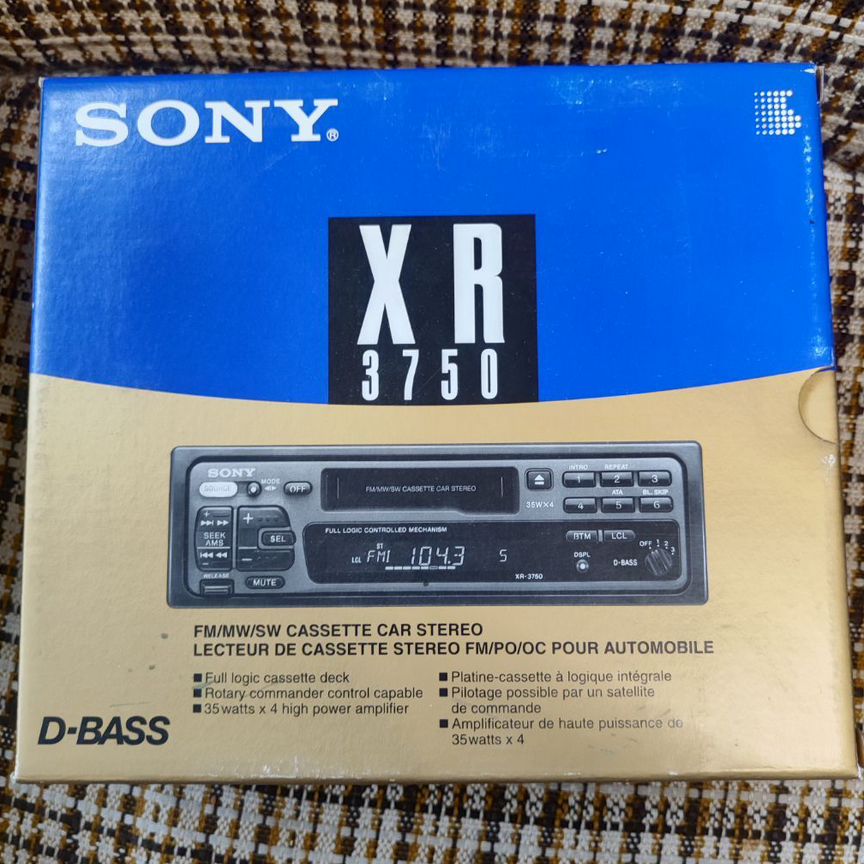 SONY®
XR
3750
SONY
SOURCE
MODE
OFF
FM/MW/SW CASSETTE CAR STEREO
INTRO REPEAT
1 2 3
35W×4
ATA BL. SKIP
4 5 6
SEEK
AMS
+
SEL
-
FULL LOGIC CONTROLLED MECHANISM
ST
LCL FM1 104.3 5
XR-3750
BTM LCL
DSPL
D-BASS
OFF 1 2
3
RELEASE
MUTE
FM/MW/SW CASSETTE CAR STEREO
LECTEUR DE CASSETTE STEREO FM/PO/OC POUR AUTOMOBILE
■ Full logic cassette deck
■ Rotary commander control capable
■ 35watts x 4 high power amplifier
■ Platine-cassette à logique intégrale
■ Pilotage possible par un satellite
de commande
■ Amplificateur de haute puissance de
35watts x 4
D-BASS